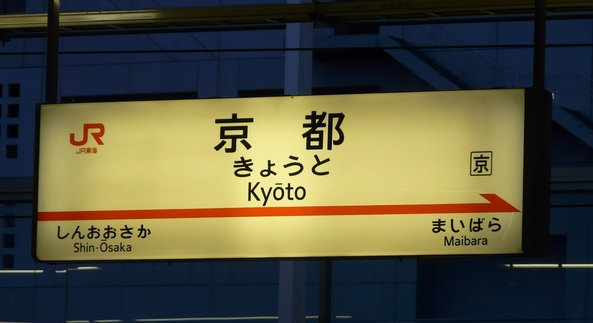 JR
JR東海
京都
きょうと
京
Kyōto
しんおおさか
まいばら
Shin-Ōsaka
Maibara